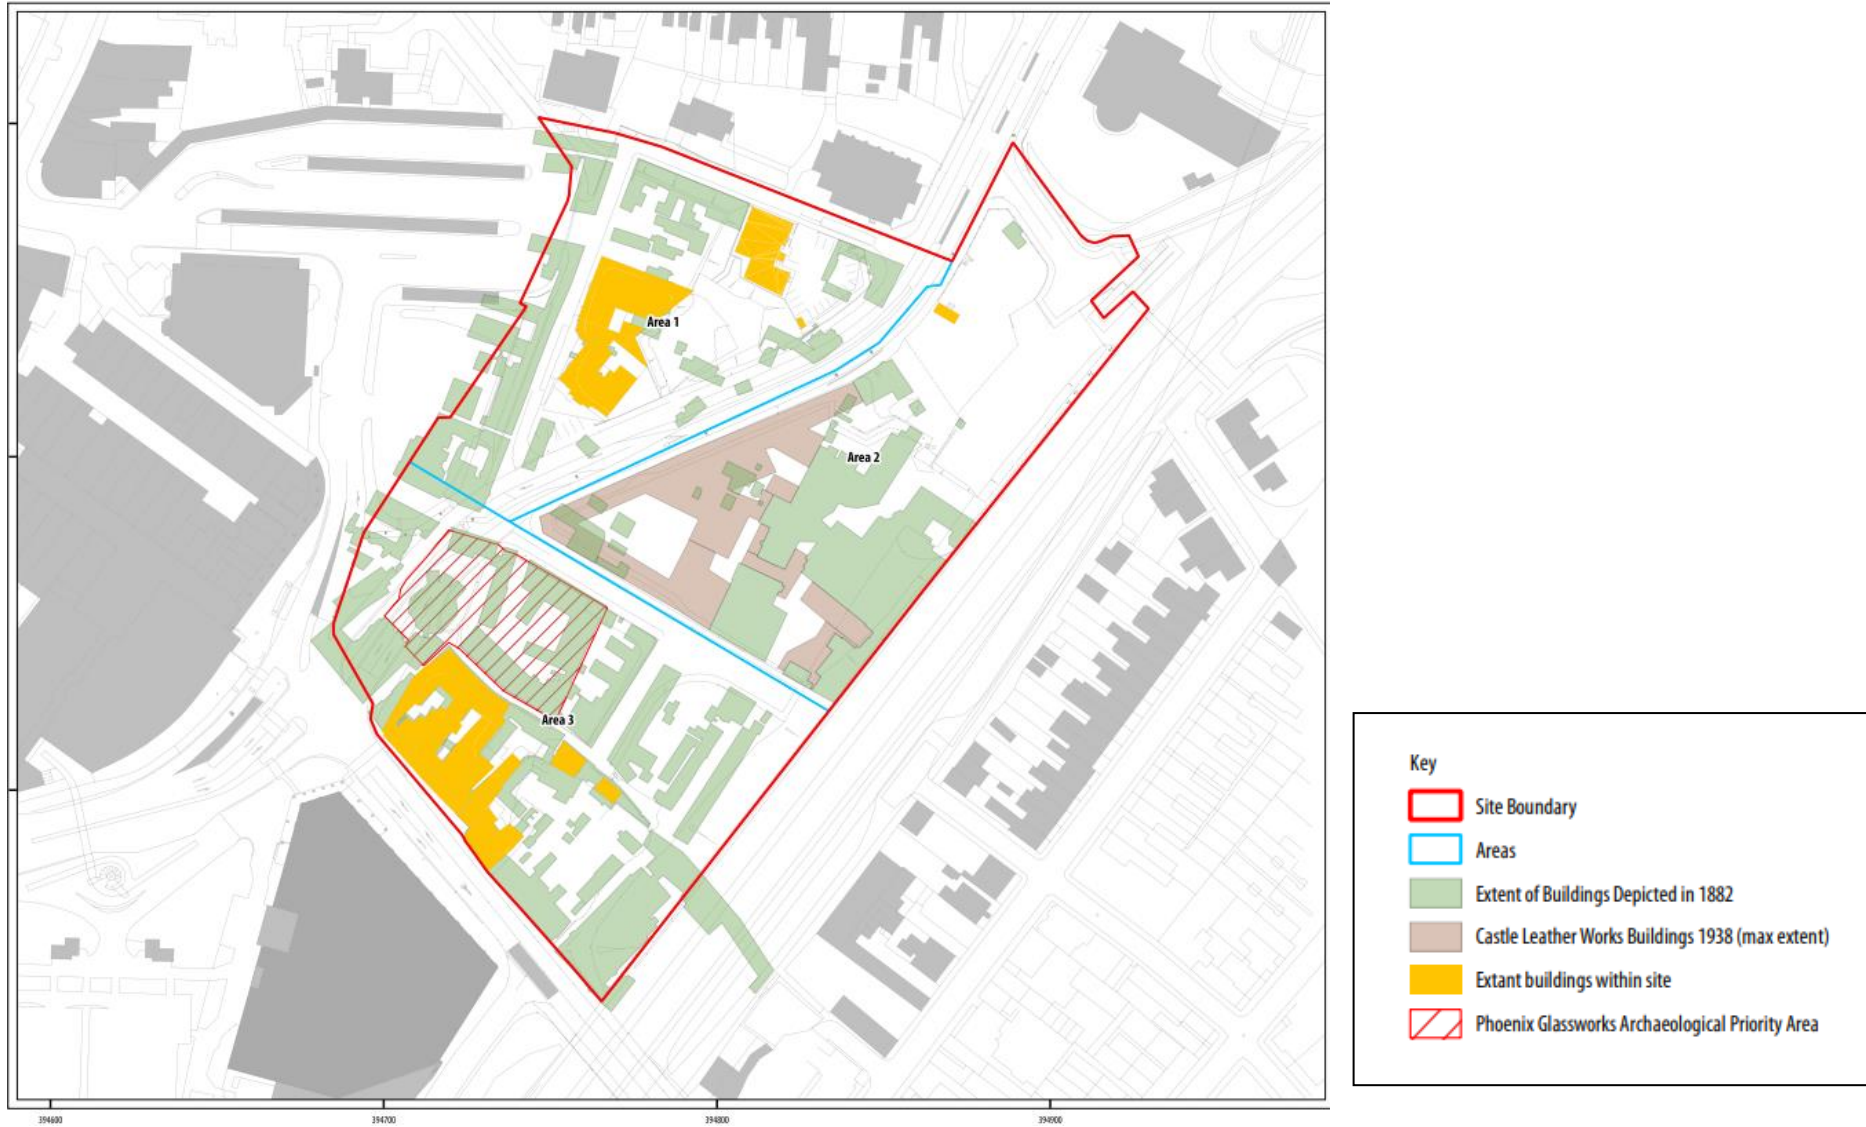 Area 1
Area 2
Area 3
394600
394700
394800
394900
Key
Site Boundary
Areas
Extent of Buildings Depicted in 1882
Castle Leather Works Buildings 1938 (max extent)
Extant buildings within site
Phoenix Glassworks Archaeological Priority Area